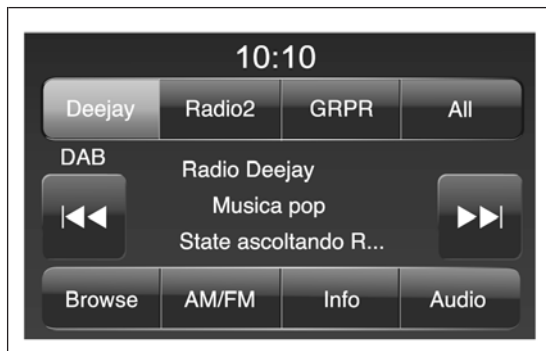 10:10
Deejay Radio2 GRPR All
DAB
Radio Deejay
Musica pop
State ascoltando R...
Browse AM/FM Info Audio